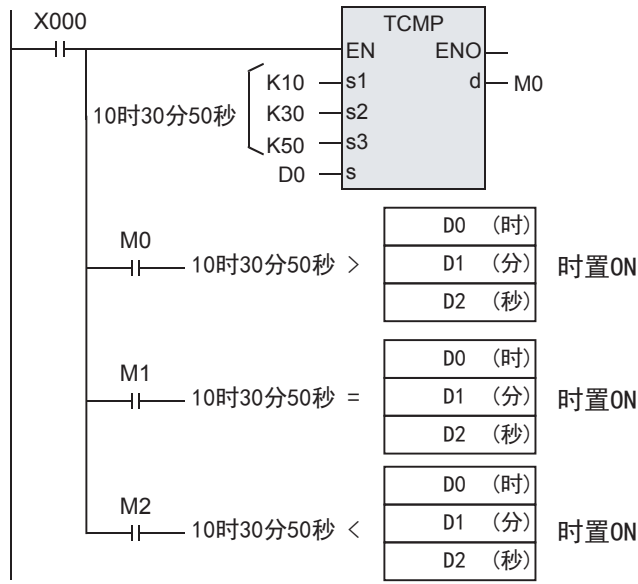 X000
TCMP
EN ENO
K10 s1 d M0
10时30分50秒 K30 s2
K50 s3
D0 s
M0
10时30分50秒 >
D0 (时)
D1 (分)
D2 (秒)
时置ON
M1
10时30分50秒 =
D0 (时)
D1 (分)
D2 (秒)
时置ON
M2
10时30分50秒 <
D0 (时)
D1 (分)
D2 (秒)
时置ON